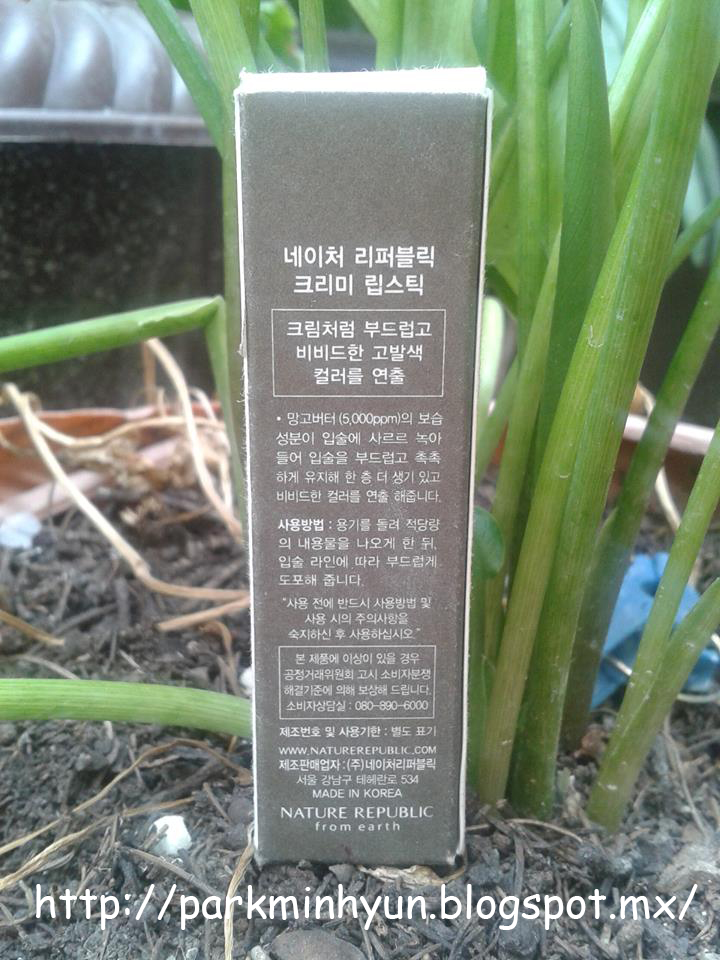 네이처 리퍼블릭
크리미 립스틱
크림처럼 부드럽고
비비드한 고발색
컬러를 연출
• 망고버터(5,000ppm)의 보습
성분이 입술에 사르르 녹아
들어 입술을 부드럽고 촉촉
하게 유지해 한 층 더 생기 있고
비비드한 컬러를 연출 해줍니다.
사용방법 : 용기를 돌려 적당량
의 내용물을 나오게 한 뒤,
입술 라인에 따라 부드럽게
도포해 줍니다.
"사용 전에 반드시 사용방법 및
사용 시의 주의사항을
숙지하신 후 사용하십시오."
본 제품에 이상이 있을 경우
공정거래위원회 고시 소비자분쟁
해결기준에 의해 보상해 드립니다.
소비자상담실 : 080-890-6000
제조번호 및 사용기한 : 별도 표기
WWW.NATUREREPUBLIC.COM
제조판매업자 : (주)네이처리퍼블릭
서울 강남구 테헤란로 534
MADE IN KOREA
NATURE REPUBLIC
from earth
http://parkminhyun.blogspot.mx/